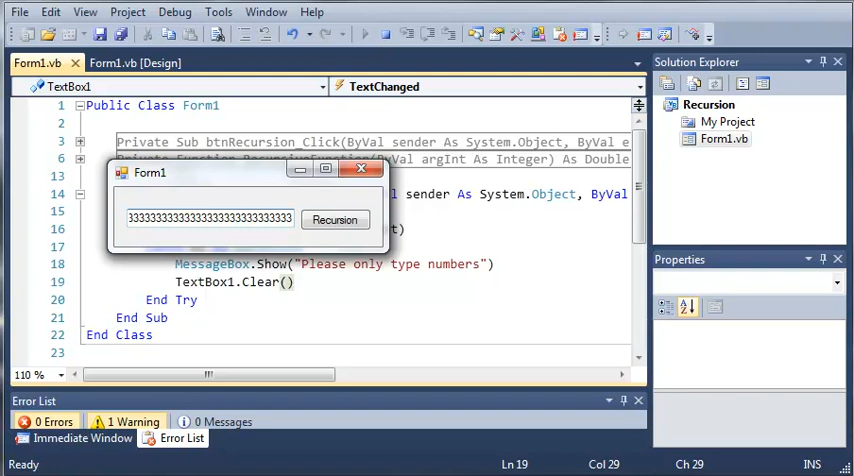 File Edit View Project Debug Tools Window Help
Form1.vb Form1.vb [Design]
TextBox1 TextChanged
1 Public Class Form1
2
3 Private Sub btnRecursion_Click(ByVal sender As System.Object, ByVal e
6 Private Function RecursiveFunction(ByVal argInt As Integer) As Double
14 l sender As System.Object, ByVal
15
16 t)
17
18 MessageBox.Show("Please only type numbers")
19 TextBox1.Clear()
20 End Try
21 End Sub
22 End Class
23
110 %
Form1
Recursion
Solution Explorer
Recursion
My Project
Form1.vb
Properties
Error List
0 Errors 1 Warning 0 Messages
Immediate Window Error List
Ready Ln 19 Col 29 Ch 29 INS